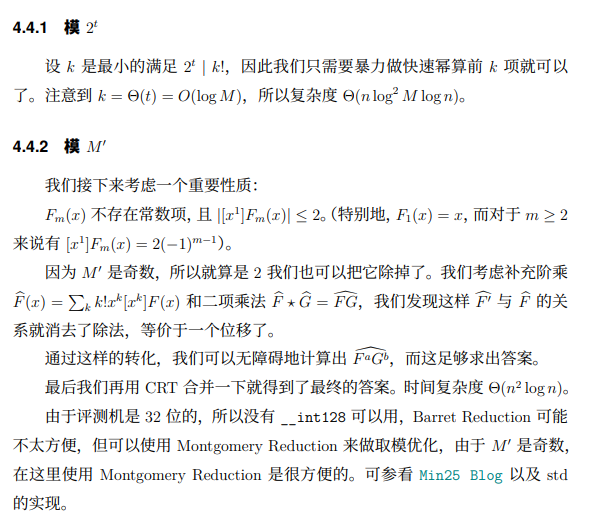 4.4.1 模 2^t
设 k 是最小的满足 2^t | k!，因此我们只需要暴力做快速幂算前 k 项就可以
了。注意到 k = Θ(t) = O(log M)，所以复杂度 Θ(n log² M log n)。
4.4.2 模 M′
我们接下来考虑一个重要性质：
F_m(x) 不存在常数项，且 |[x¹]F_m(x)| ≤ 2。（特别地，F₁(x) = x，而对于 m ≥ 2
来说有 [x¹]F_m(x) = 2(−1)^{m−1}）。
因为 M′ 是奇数，所以就算是 2 我们也可以把它除掉了。我们考虑补充阶乘
\widehat{F}(x) = ∑_k k!x^k[x^k]F(x) 和二项乘法 \widehat{F} ⋆ \widehat{G} = \widehat{FG}，我们发现这样 \widehat{F′} 与 \widehat{F} 的关
系就消去了除法，等价于一个位移了。
通过这样的转化，我们可以无障碍地计算出 \widehat{F^aG^b}，而这足够求出答案。
最后我们再用 CRT 合并一下就得到了最终的答案。时间复杂度 Θ(n² log n)。
由于评测机是 32 位的，所以没有 __int128 可以用，Barret Reduction 可能
不太方便，但可以使用 Montgomery Reduction 来做取模优化，由于 M′ 是奇数，
在这里使用 Montgomery Reduction 是很方便的。可参看 Min25 Blog 以及 std
的实现。